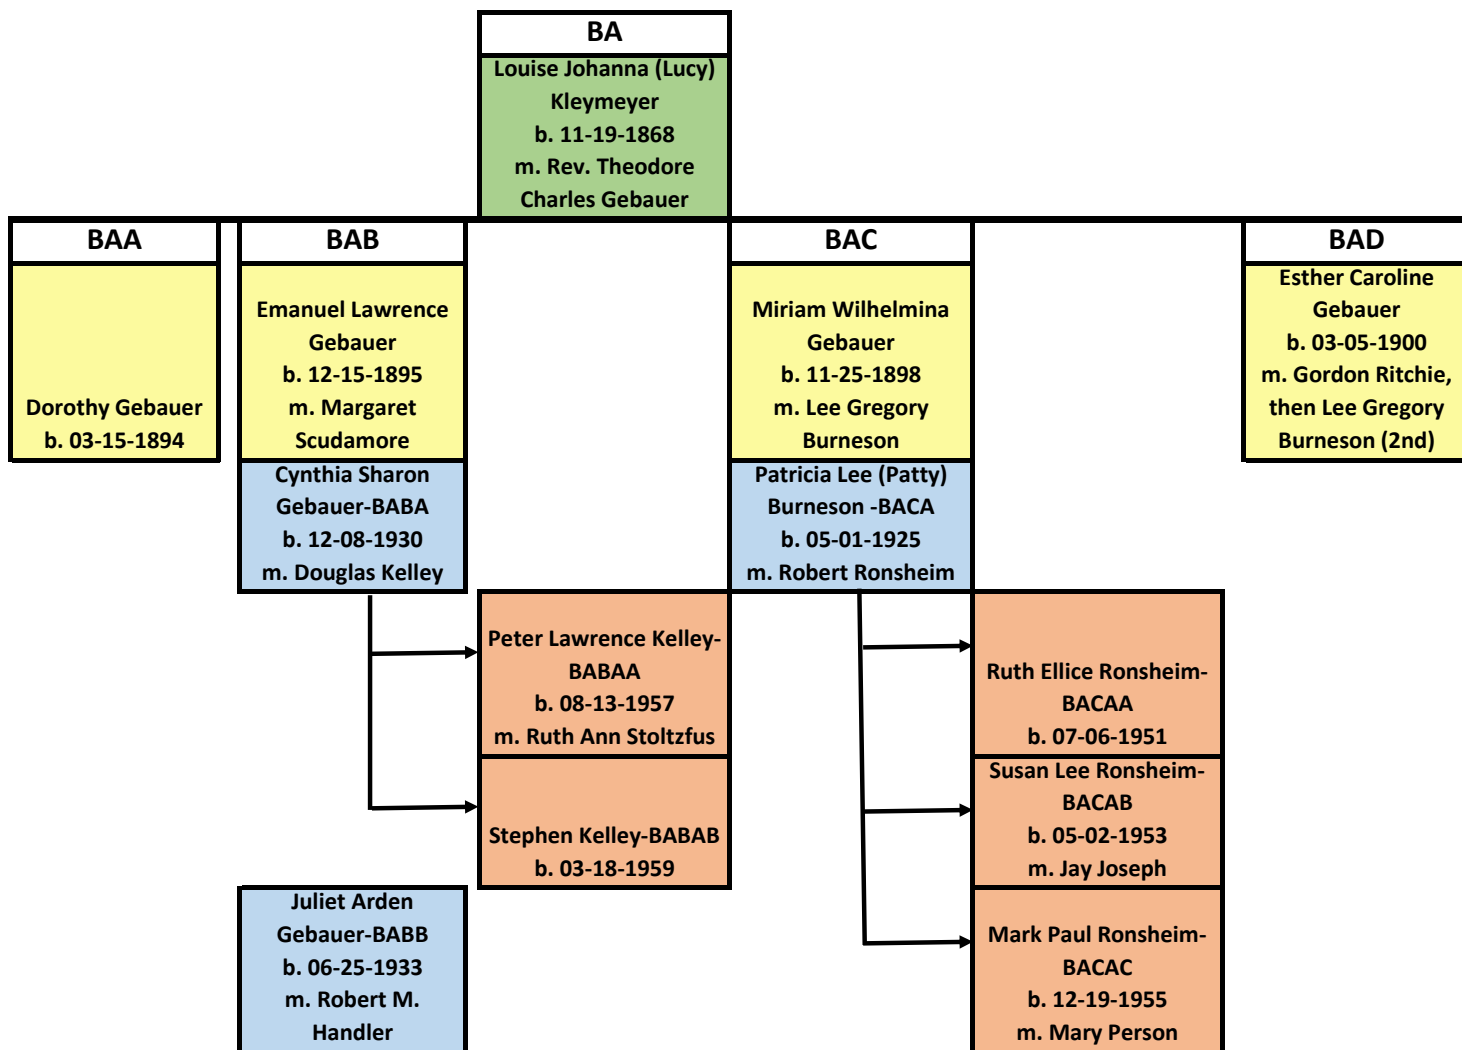 BA
Louise Johanna (Lucy)
Kleymeyer
b. 11-19-1868
m. Rev. Theodore
Charles Gebauer
BAA
Dorothy Gebauer
b. 03-15-1894
BAB
Emanuel Lawrence
Gebauer
b. 12-15-1895
m. Margaret
Scudamore
Cynthia Sharon
Gebauer-BABA
b. 12-08-1930
m. Douglas Kelley
Peter Lawrence Kelley-
BABAA
b. 08-13-1957
m. Ruth Ann Stoltzfus
Stephen Kelley-BABAB
b. 03-18-1959
Juliet Arden
Gebauer-BABB
b. 06-25-1933
m. Robert M.
Handler
BAC
Miriam Wilhelmina
Gebauer
b. 11-25-1898
m. Lee Gregory
Burneson
Patricia Lee (Patty)
Burneson -BACA
b. 05-01-1925
m. Robert Ronsheim
Ruth Ellice Ronsheim-
BACAA
b. 07-06-1951
Susan Lee Ronsheim-
BACAB
b. 05-02-1953
m. Jay Joseph
Mark Paul Ronsheim-
BACAC
b. 12-19-1955
m. Mary Person
BAD
Esther Caroline
Gebauer
b. 03-05-1900
m. Gordon Ritchie,
then Lee Gregory
Burneson (2nd)